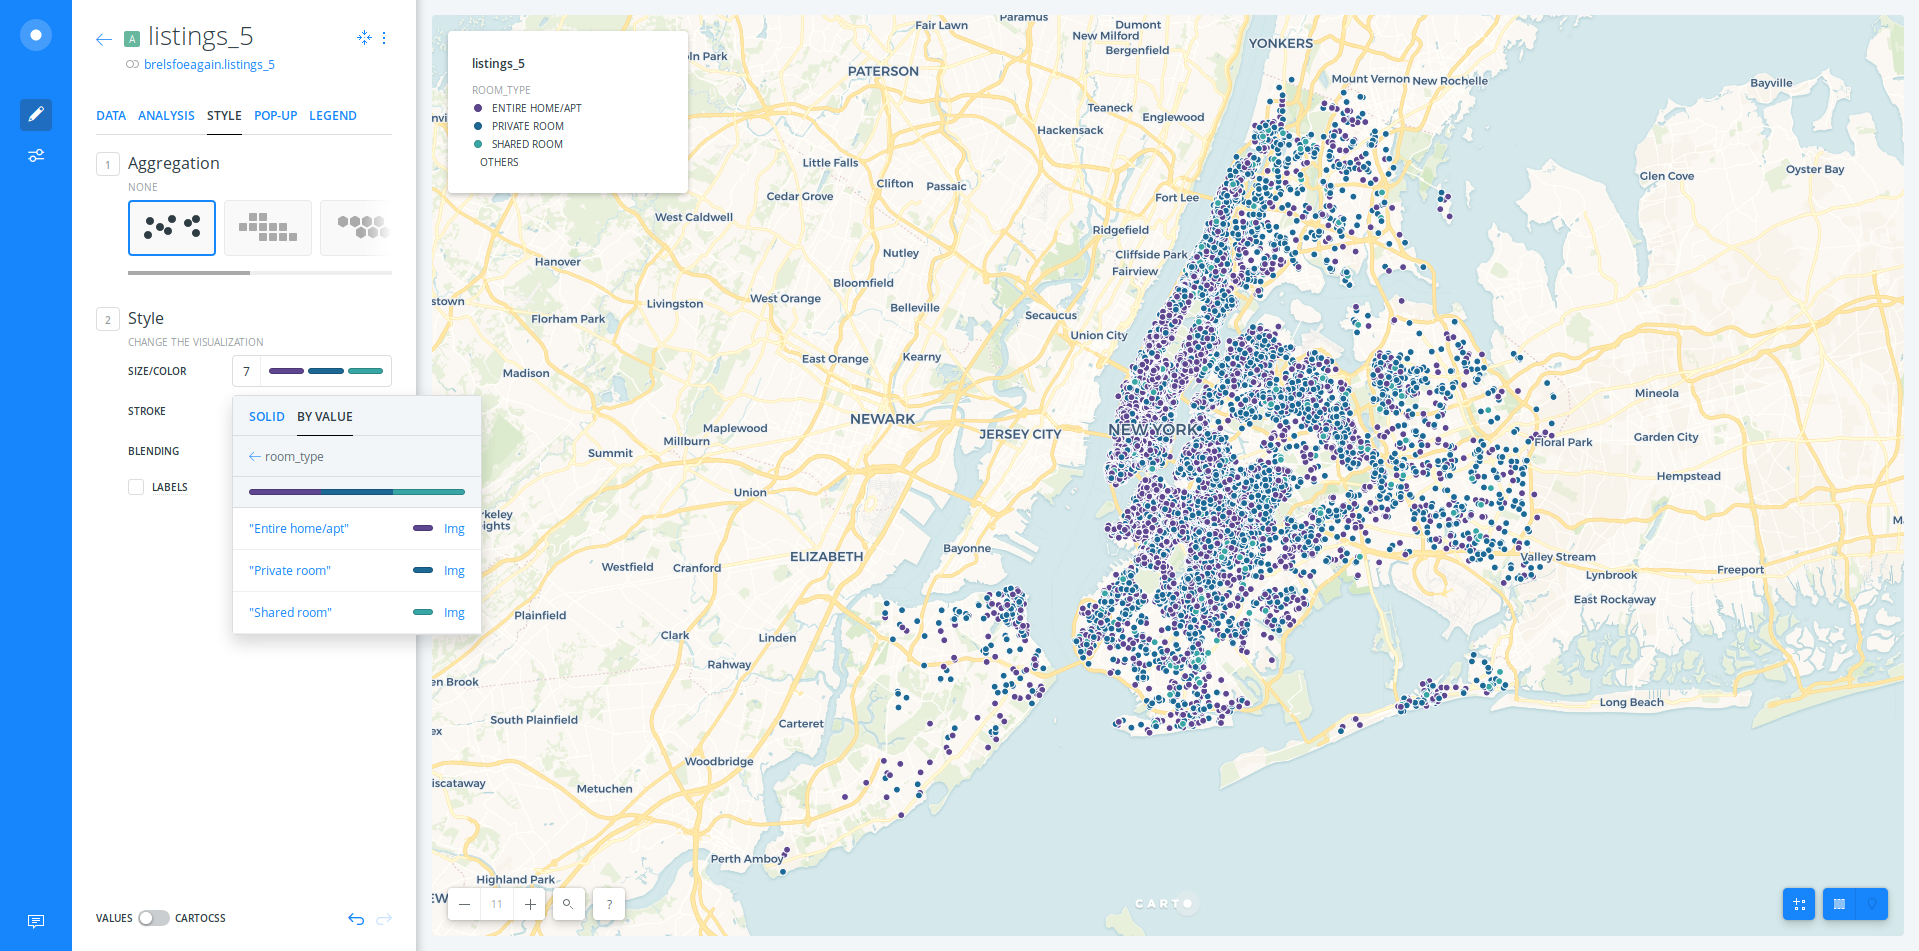 A listings_5
brelsfoeagain.listings_5
DATA ANALYSIS STYLE POP-UP LEGEND
1 Aggregation
NONE
2 Style
CHANGE THE VISUALIZATION
SIZE/COLOR 7
STROKE
BLENDING
LABELS
SOLID BY VALUE
room_type
"Entire home/apt" Img
"Private room" Img
"Shared room" Img
VALUES CARTOCSS
listings_5
ROOM_TYPE
ENTIRE HOME/APT
PRIVATE ROOM
SHARED ROOM
OTHERS
Paramus
Fair Lawn
Dumont
New Milford
Bergenfield
YONKERS
PATERSON
Mount Vernon
New Rochelle
Bayville
Teaneck
Englewood
Hackensack
Little Falls
Clifton
Passaic
Cedar Grove
Fort Lee
Glen Cove
Oyster Bay
West Caldwell
Ridgefield
Nutley
Cliffside Park
Fairview
Hanover
Bloomfield
West Orange
Belleville
Livingston
stown
Florham Park
Secaucus
Union City
East Orange
Kearny
Madison
Mineola
NEWARK
JERSEY CITY
NEW YORK
Maplewood
Millburn
Floral Park
Garden City
Summit
Hempstead
Union
rkeley
ights
ELIZABETH
Bayonne
Westfield
Cranford
Valley Stream
Lynbrook
Freeport
East Rockaway
Plainfield
Clark
Linden
Rahway
en Brook
Long Beach
South Plainfield
Carteret
ex
Woodbridge
iscataway
Metuchen
Perth Amboy
Highland Park
11
?
CARTO